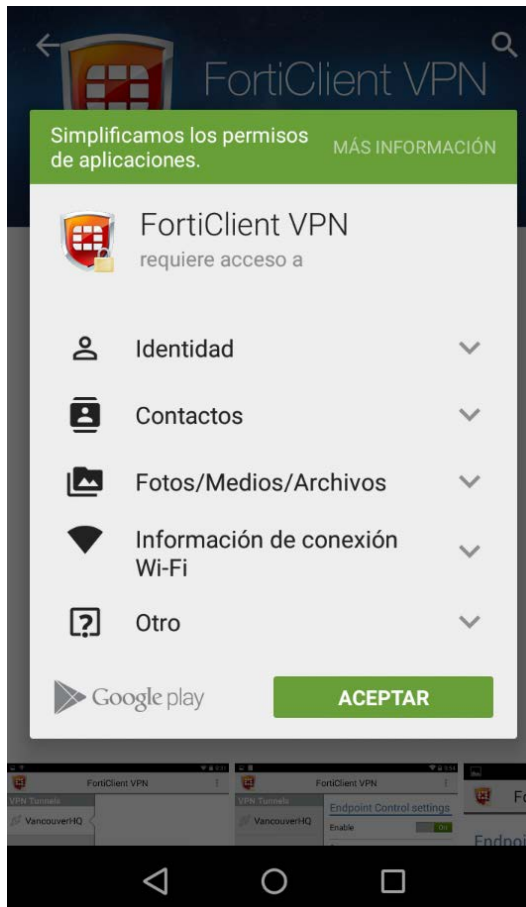 FortiClient VPN
Simplificamos los permisos
de aplicaciones.
MÁS INFORMACIÓN
FortiClient VPN
requiere acceso a
Identidad
Contactos
Fotos/Medios/Archivos
Información de conexión
Wi-Fi
Otro
Google play
ACEPTAR
FortiClient VPN
VPN Tunnels
VancouverHQ
FortiClient VPN
VPN Tunnels
VancouverHQ
Endpoint Control settings
Enable
On